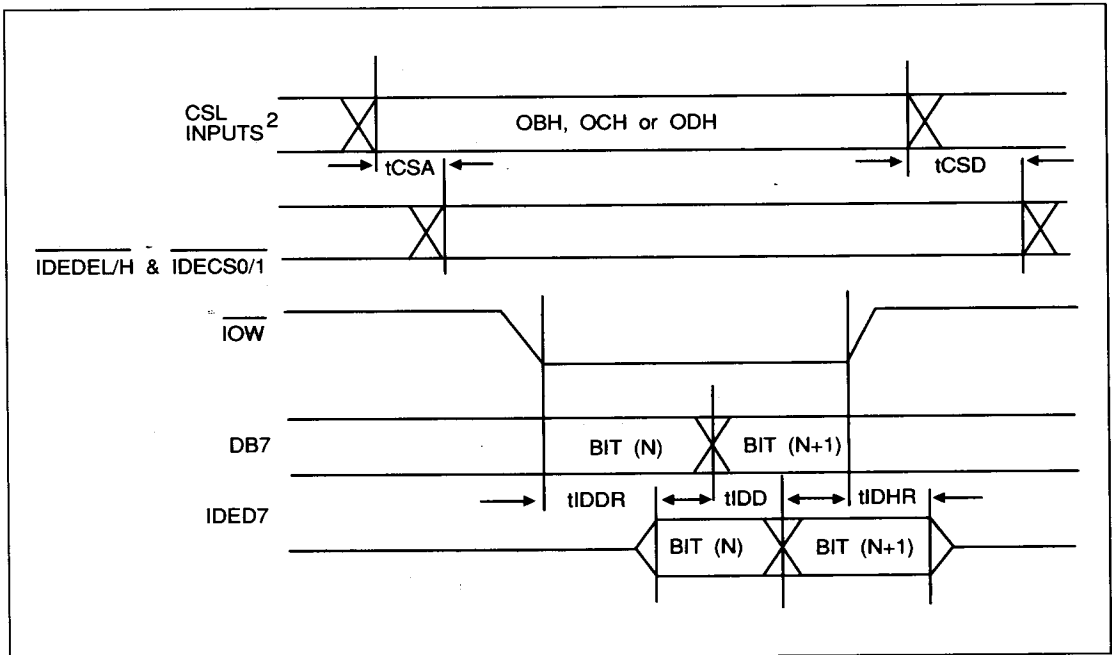 CSL
INPUTS²
OBH, OCH or ODH
tCSA
tCSD
IDEDEL/H & IDECS0/1
IOW
DB7
BIT (N)
BIT (N+1)
tIDDR
tIDD
tIDHR
IDED7
BIT (N)
BIT (N+1)